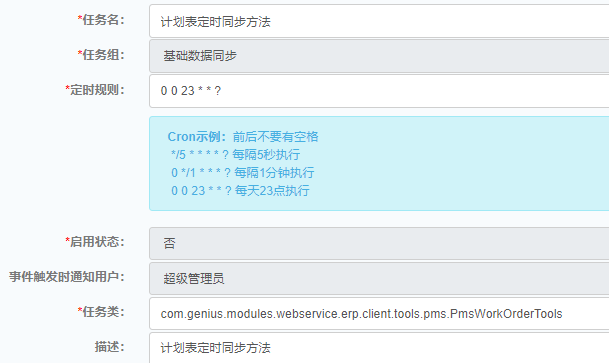 *任务名： 计划表定时同步方法
*任务组： 基础数据同步
*定时规则： 0 0 23 * * ?
Cron示例：前后不要有空格
*/5 * * * * ? 每隔5秒执行
0 */1 * * * ? 每隔1分钟执行
0 0 23 * * ? 每天23点执行
*启用状态： 否
事件触发时通知用户： 超级管理员
*任务类： com.genius.modules.webservice.erp.client.tools.pms.PmsWorkOrderTools
描述： 计划表定时同步方法